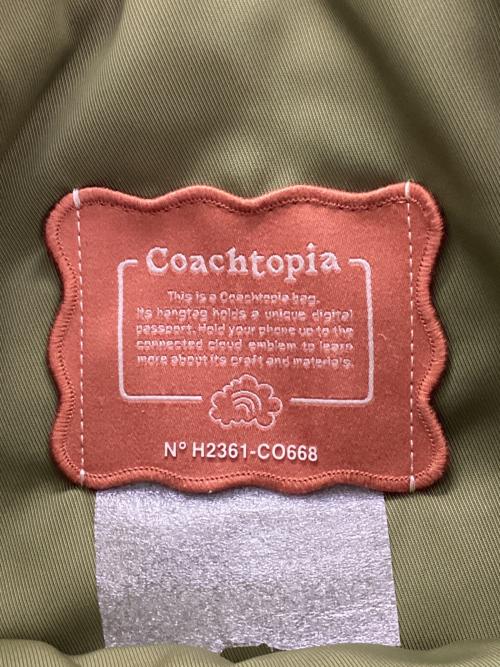 Coachtopia
This is a Coachtopia bag.
Its hangtag holds a unique digital
passport. Hold your phone up to the
connected cloud emblem to learn
more about its craft and materials.
N° H2361-CO668